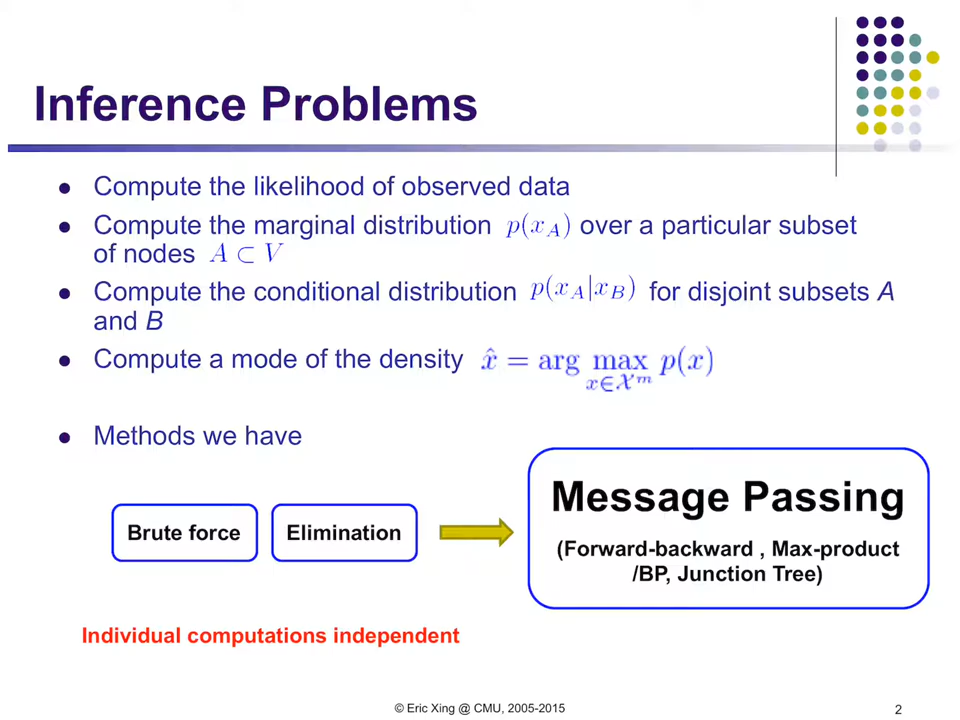 Inference Problems
● Compute the likelihood of observed data
● Compute the marginal distribution p(x_A) over a particular subset
of nodes A ⊂ V
● Compute the conditional distribution p(x_A|x_B) for disjoint subsets A
and B
● Compute a mode of the density x̂ = arg max_{x∈𝒳^m} p(x)
● Methods we have
Brute force
Elimination
Message Passing
(Forward-backward , Max-product
/BP, Junction Tree)
Individual computations independent
© Eric Xing @ CMU, 2005-2015
2